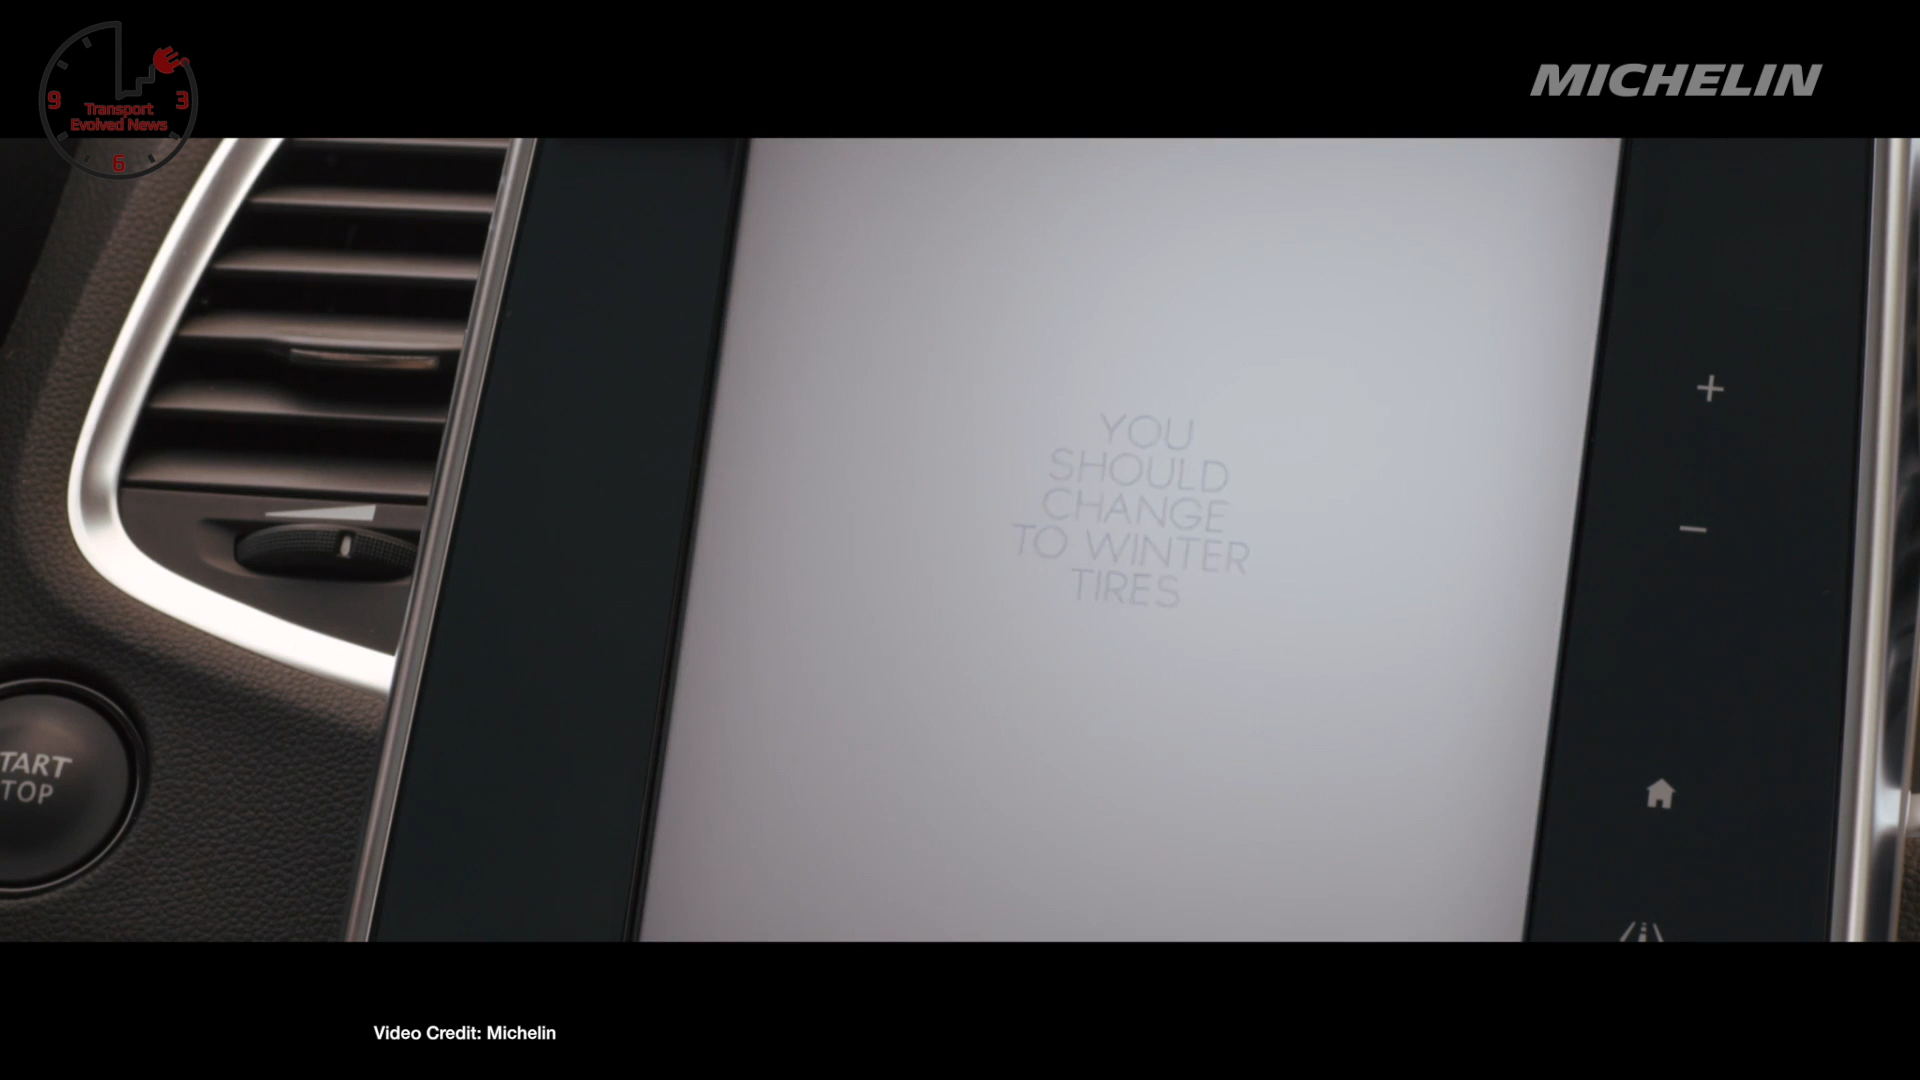 9
3
Transport
Evolved News
6
MICHELIN
YOU
SHOULD
CHANGE
TO WINTER
TIRES
TART
TOP
Video Credit: Michelin